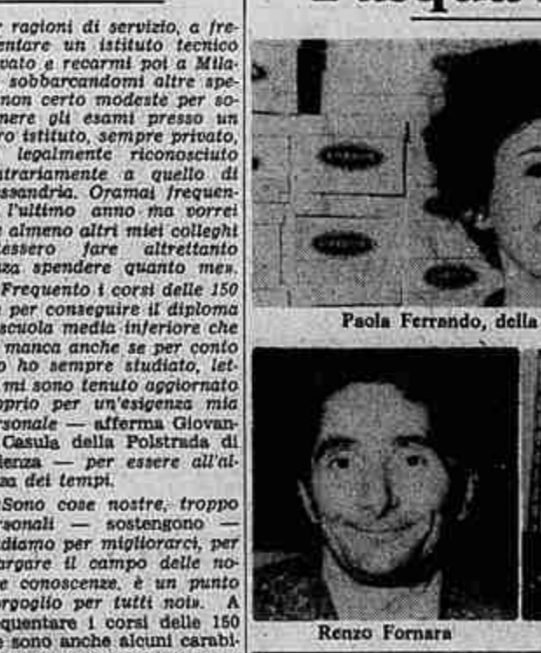 r ragioni di servizio, a fre-
entare un istituto tecnico
vato e recarmi poi a Mila-
sobbarcandomi altre spe-
non certo modeste per so-
nere gli esami presso un
ro istituto, sempre privato,
legalmente riconosciuto
ntrariamente a quello di
ssandria. Oramai frequen-
l'ultimo anno ma vorrei
e almeno altri miei colleghi
tessero fare altrettanto
nza spendere quanto me».
Frequento i corsi delle 150
e per conseguire il diploma
scuola media inferiore che
manca anche se per conto
o ho sempre studiato, let-
mi sono tenuto aggiornato
oprio per un'esigenza mia
rsonale — afferma Giovan-
Casula della Polstrada di
lenza — per essere all'al-
za dei tempi.
«Sono cose nostre, troppo
rsonali — sostengono —
diamo per migliorarci, per
argare il campo delle no-
e conoscenze, è un punto
orgoglio per tutti noi». A
quentare i corsi delle 150
e sono anche alcuni carabi-
Paola Ferrando, della
Renzo Fornara